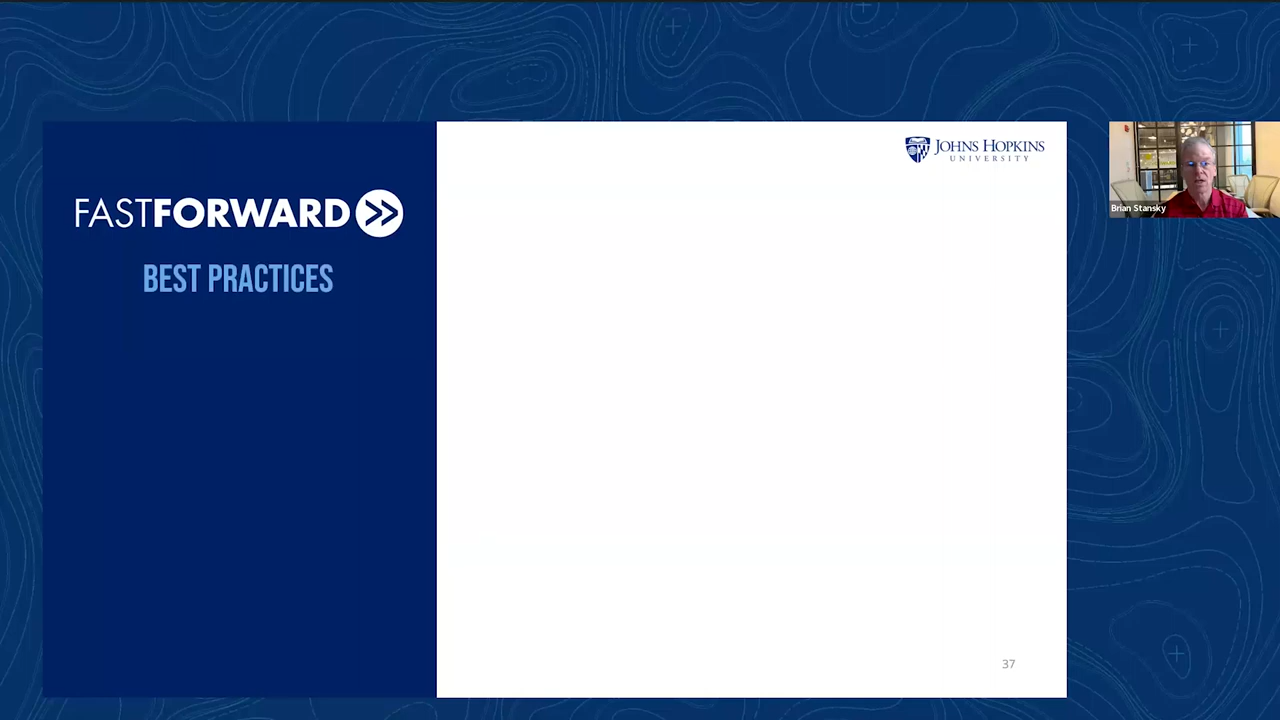 FASTFORWARD
BEST PRACTICES
JOHNS HOPKINS
UNIVERSITY
Brian Stansky
37